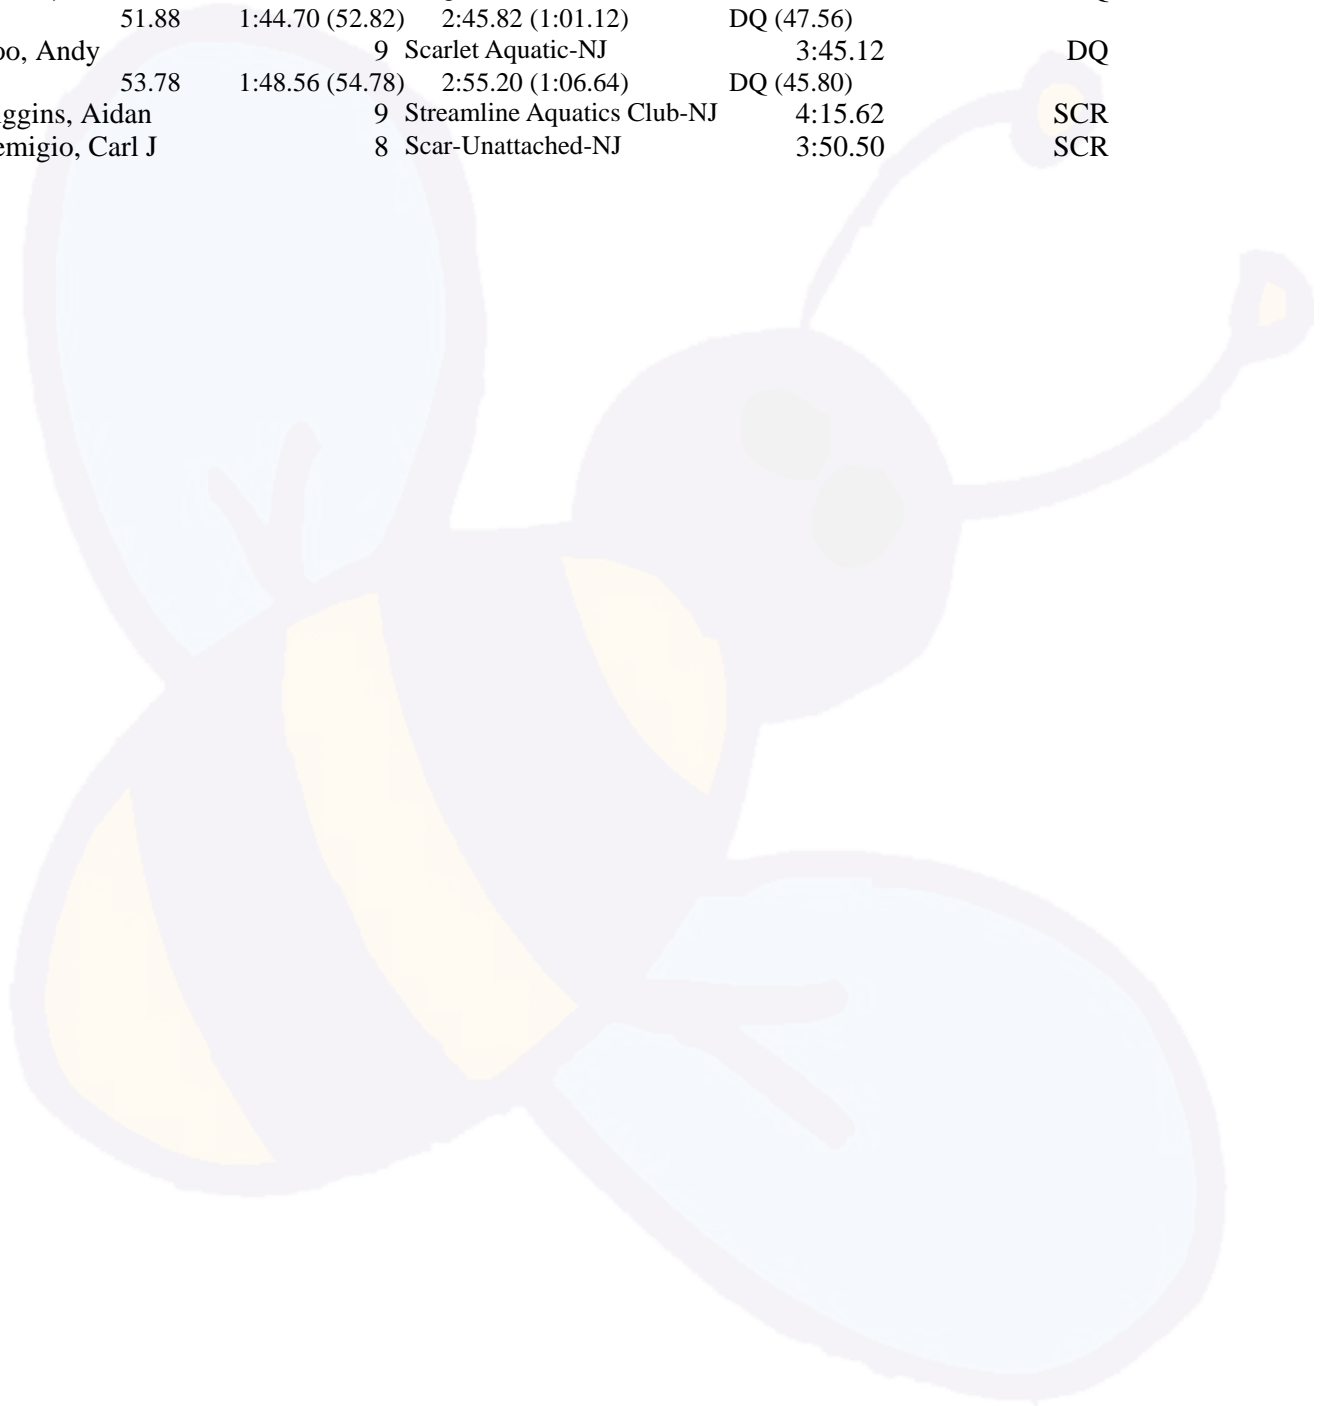 51.88 1:44.70 (52.82) 2:45.82 (1:01.12) DQ (47.56)
oo, Andy 9 Scarlet Aquatic-NJ 3:45.12 DQ
53.78 1:48.56 (54.78) 2:55.20 (1:06.64) DQ (45.80)
ggins, Aidan 9 Streamline Aquatics Club-NJ 4:15.62 SCR
emigio, Carl J 8 Scar-Unattached-NJ 3:50.50 SCR